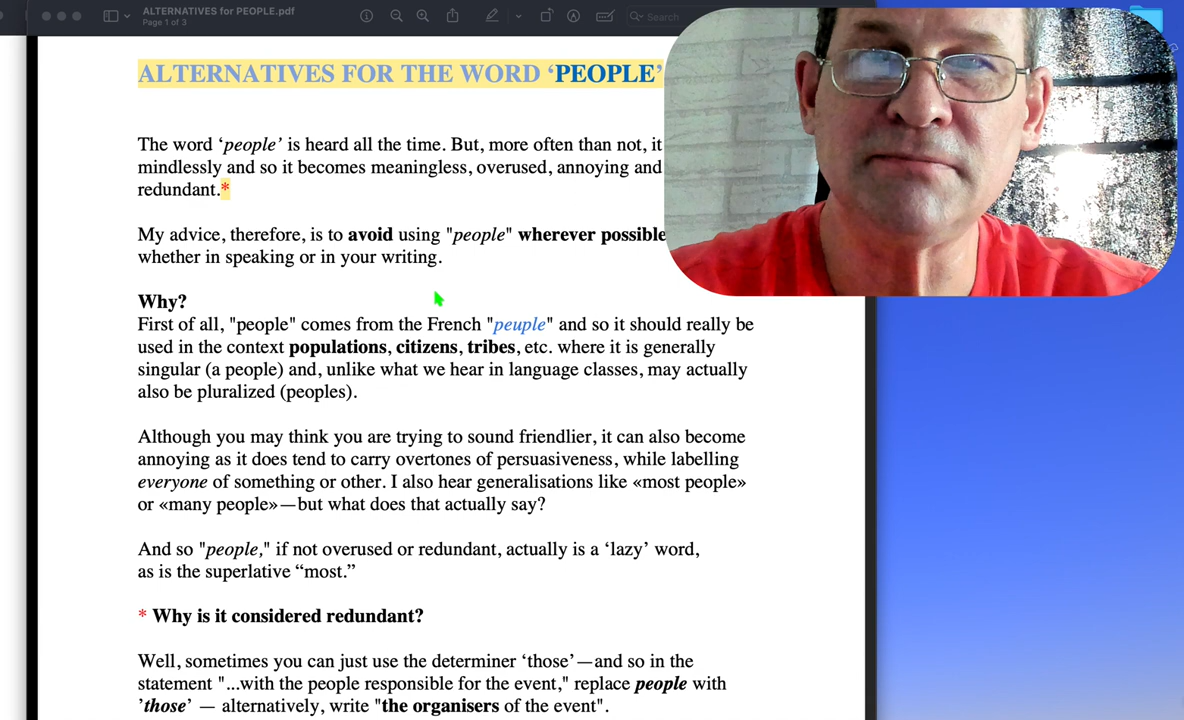 ALTERNATIVES for PEOPLE.pdf
Page 1 of 3
Search
ALTERNATIVES FOR THE WORD ‘PEOPLE’
The word ‘people’ is heard all the time. But, more often than not, it
mindlessly and so it becomes meaningless, overused, annoying and
redundant.*
My advice, therefore, is to avoid using "people" wherever possible
whether in speaking or in your writing.
Why?
First of all, "people" comes from the French "peuple" and so it should really be
used in the context populations, citizens, tribes, etc. where it is generally
singular (a people) and, unlike what we hear in language classes, may actually
also be pluralized (peoples).
Although you may think you are trying to sound friendlier, it can also become
annoying as it does tend to carry overtones of persuasiveness, while labelling
everyone of something or other. I also hear generalisations like «most people»
or «many people»—but what does that actually say?
And so "people," if not overused or redundant, actually is a ‘lazy’ word,
as is the superlative “most.”
* Why is it considered redundant?
Well, sometimes you can just use the determiner ‘those’—and so in the
statement "...with the people responsible for the event," replace people with
’those’ — alternatively, write "the organisers of the event".